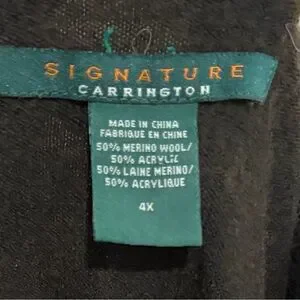 SIGNATURE
CARRINGTON
MADE IN CHINA
FABRIQUE EN CHINE
50% MERINO WOOL/
50% ACRYLIC
50% LAINE MERINO/
50% ACRYLIQUE
4X